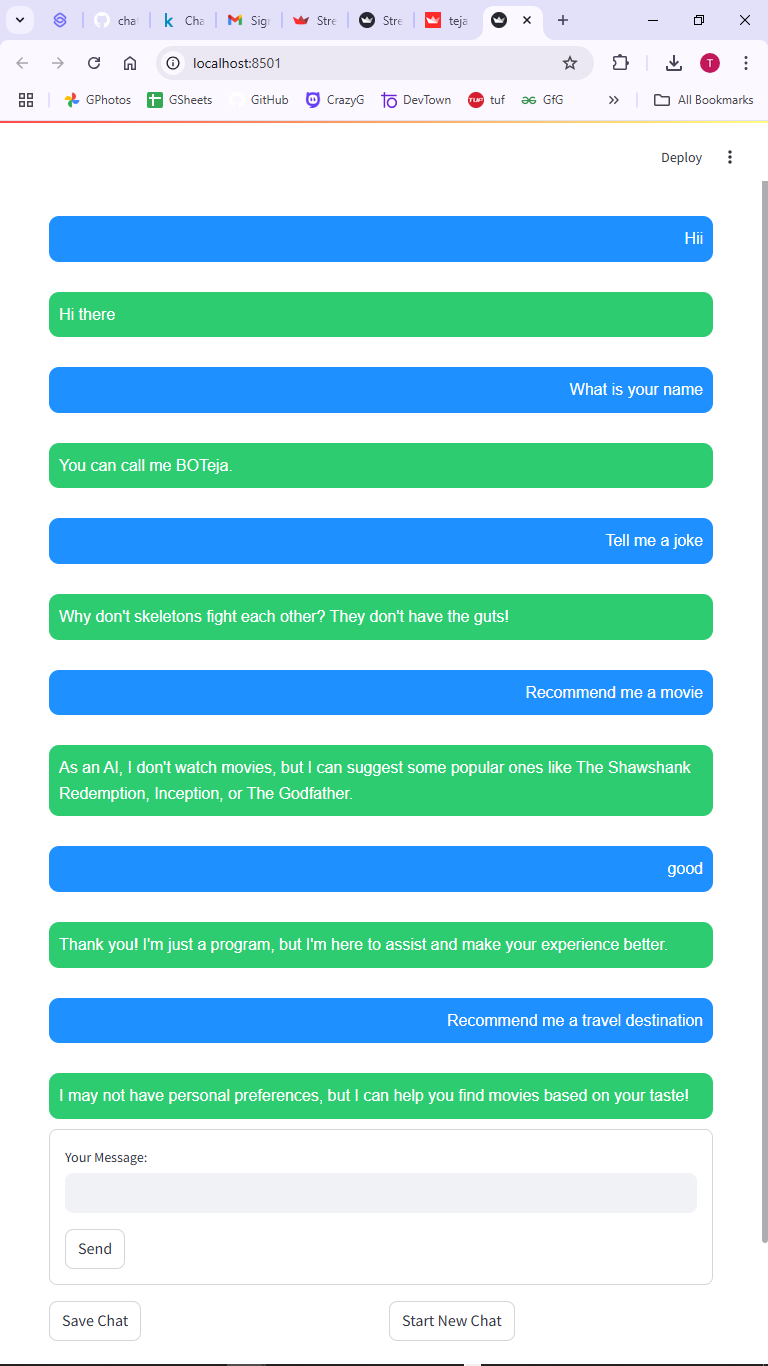 cha
Cha
Sig
Stre
Stre
teja
localhost:8501
T
GPhotos
GSheets
GitHub
CrazyG
DevTown
TUF
tuf
GfG
All Bookmarks
Deploy
Hii
Hi there
What is your name
You can call me BOTeja.
Tell me a joke
Why don't skeletons fight each other? They don't have the guts!
Recommend me a movie
As an AI, I don't watch movies, but I can suggest some popular ones like The Shawshank
Redemption, Inception, or The Godfather.
good
Thank you! I'm just a program, but I'm here to assist and make your experience better.
Recommend me a travel destination
I may not have personal preferences, but I can help you find movies based on your taste!
Your Message:
Send
Save Chat
Start New Chat